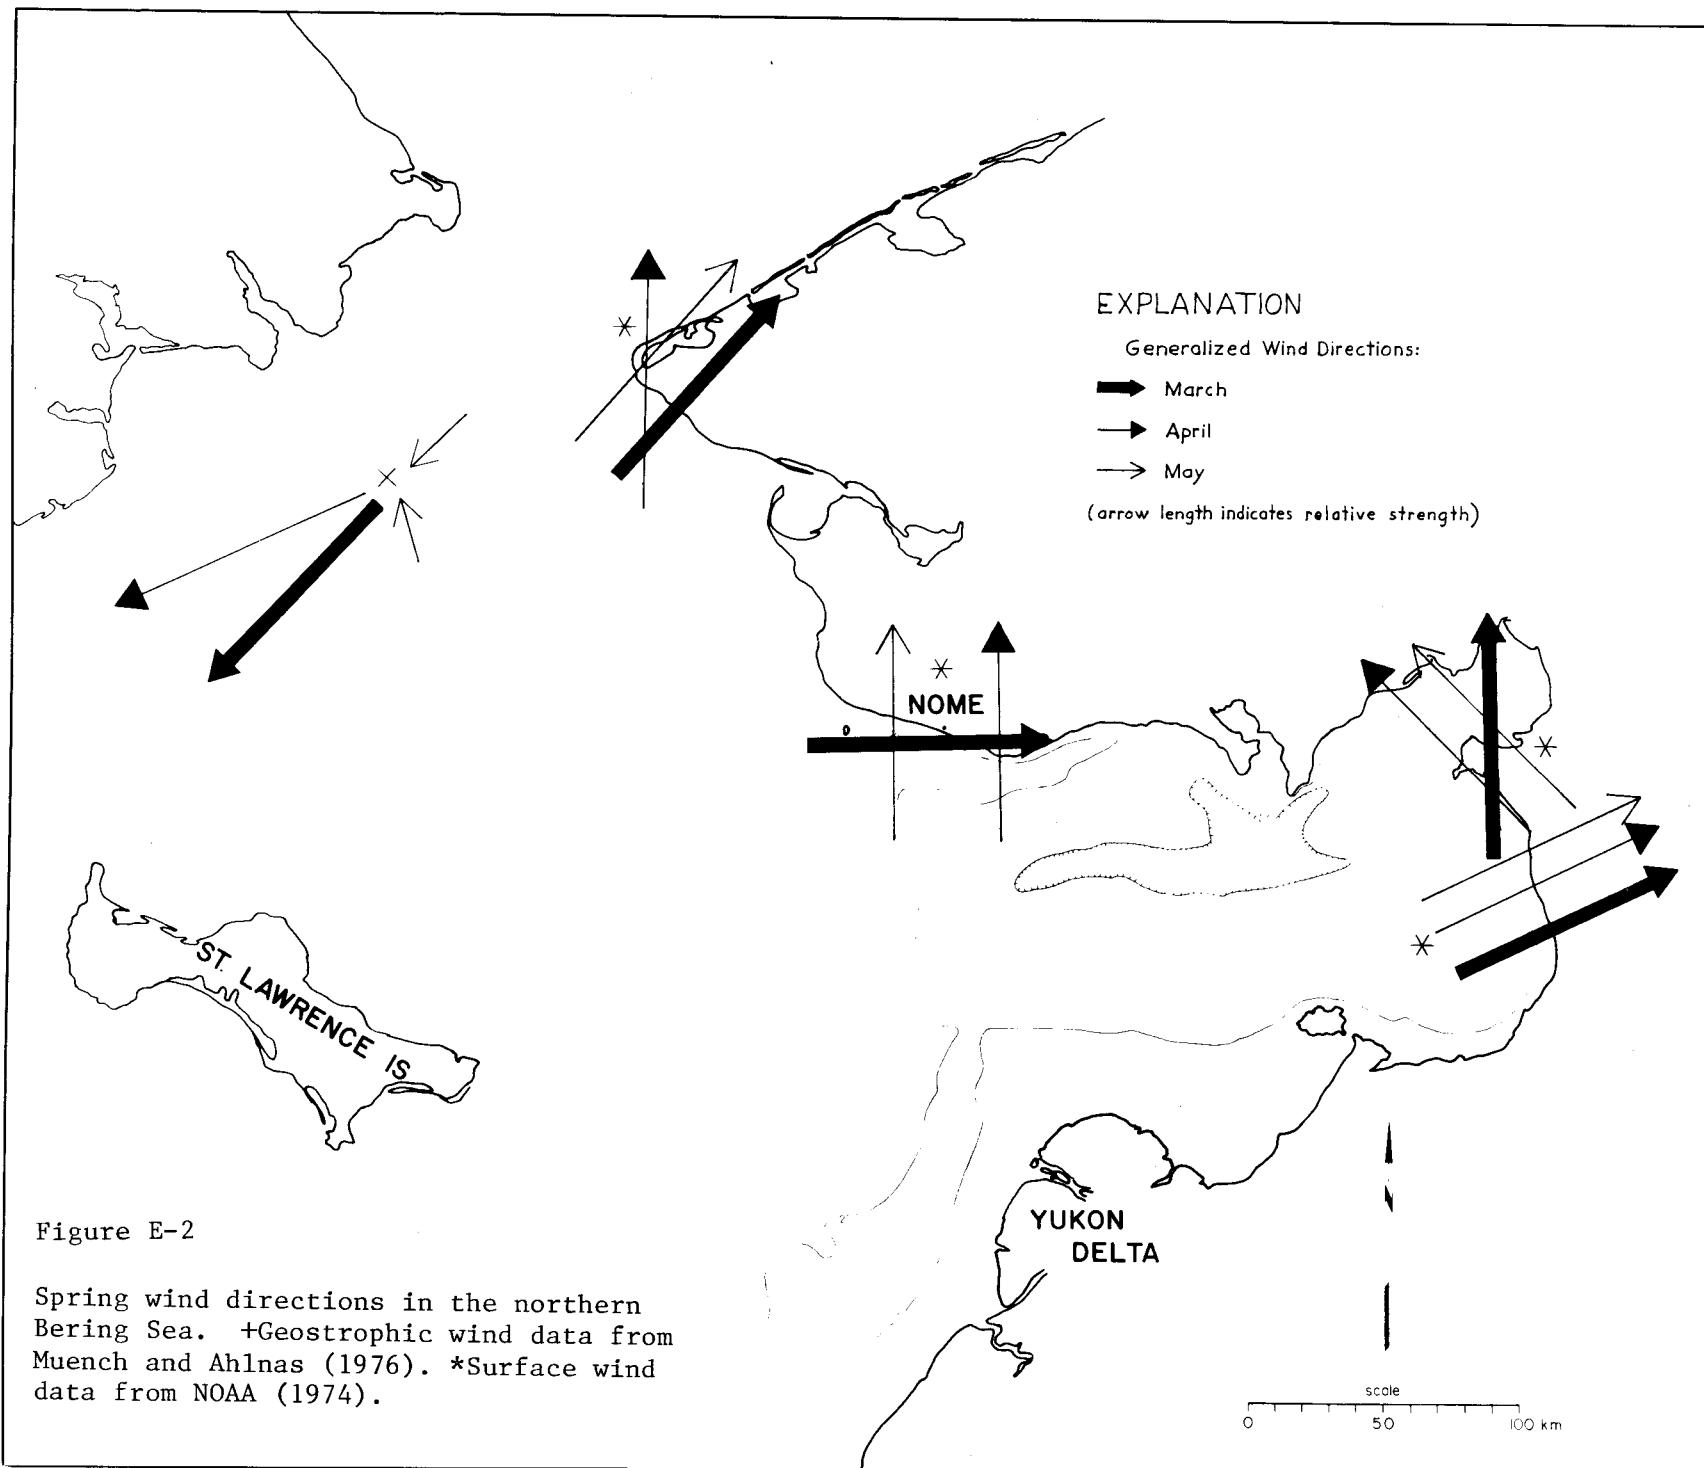 EXPLANATION
Generalized Wind Directions:
March
April
May
(arrow length indicates relative strength)
NOME
ST. LAWRENCE IS
YUKON
DELTA
Figure E-2
Spring wind directions in the northern
Bering Sea. +Geostrophic wind data from
Muench and Ahlnas (1976). *Surface wind
data from NOAA (1974).
scale
0 50 100 km